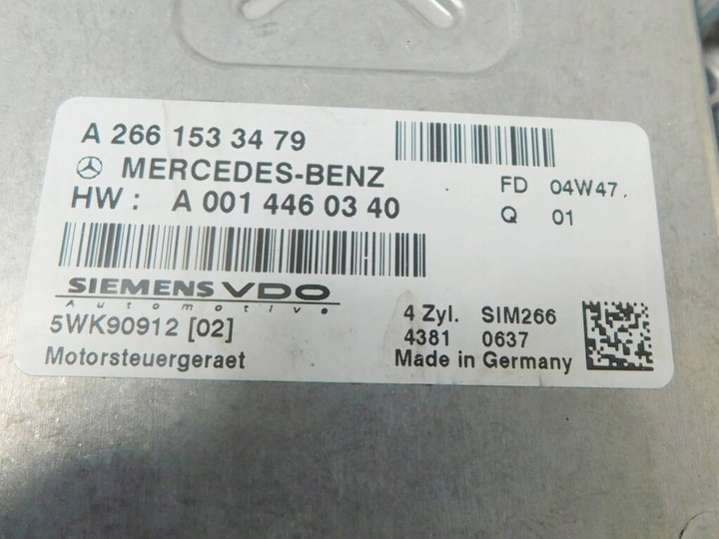 A 266 153 34 79
MERCEDES-BENZ
FD 04W47.
HW : A 001 446 03 40
Q 01
SIEMENS VDO
Automotive
5WK90912 [02]
4 Zyl. SIM266
4381 0637
Motorsteuergeraet
Made in Germany